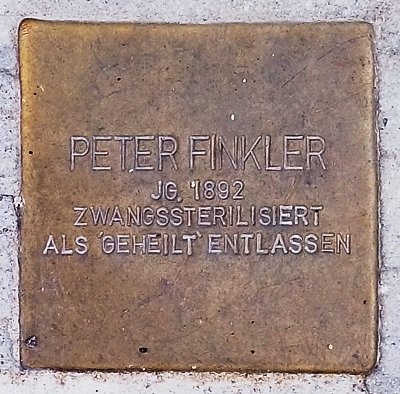 PETER FINKLER
JG. 1892
ZWANGSSTERILISIERT
ALS 'GEHEILT' ENTLASSEN